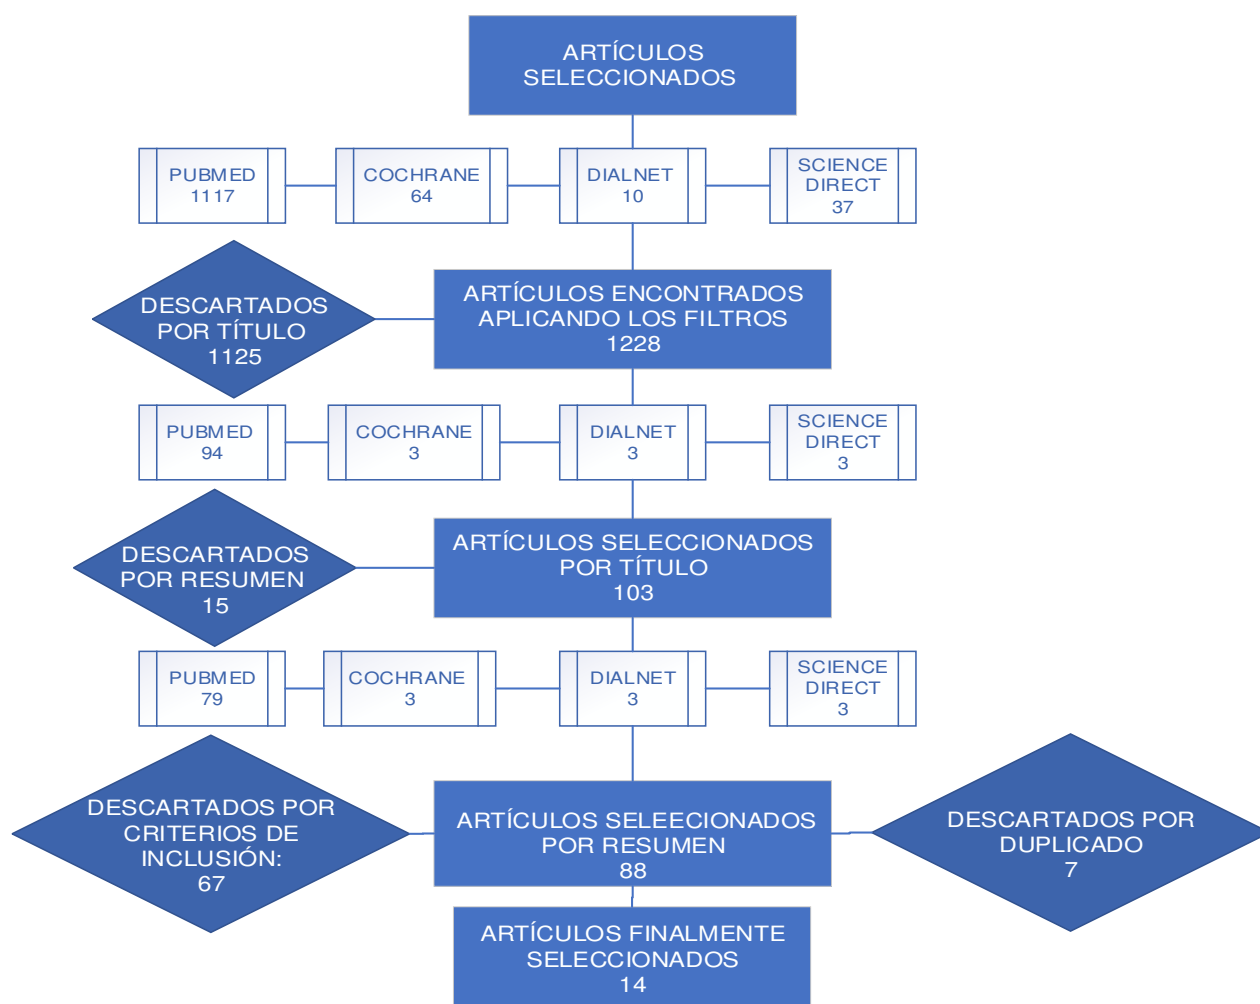 ARTÍCULOS
SELECCIONADOS
PUBMED
1117
COCHRANE
64
DIALNET
10
SCIENCE
DIRECT
37
DESCARTADOS
POR TÍTULO
1125
ARTÍCULOS ENCONTRADOS
APLICANDO LOS FILTROS
1228
PUBMED
94
COCHRANE
3
DIALNET
3
SCIENCE
DIRECT
3
DESCARTADOS
POR RESUMEN
15
ARTÍCULOS SELECCIONADOS
POR TÍTULO
103
PUBMED
79
COCHRANE
3
DIALNET
3
SCIENCE
DIRECT
3
DESCARTADOS POR
CRITERIOS DE
INCLUSIÓN:
67
ARTÍCULOS SELEECIONADOS
POR RESUMEN
88
DESCARTADOS POR
DUPLICADO
7
ARTÍCULOS FINALMENTE
SELECCIONADOS
14